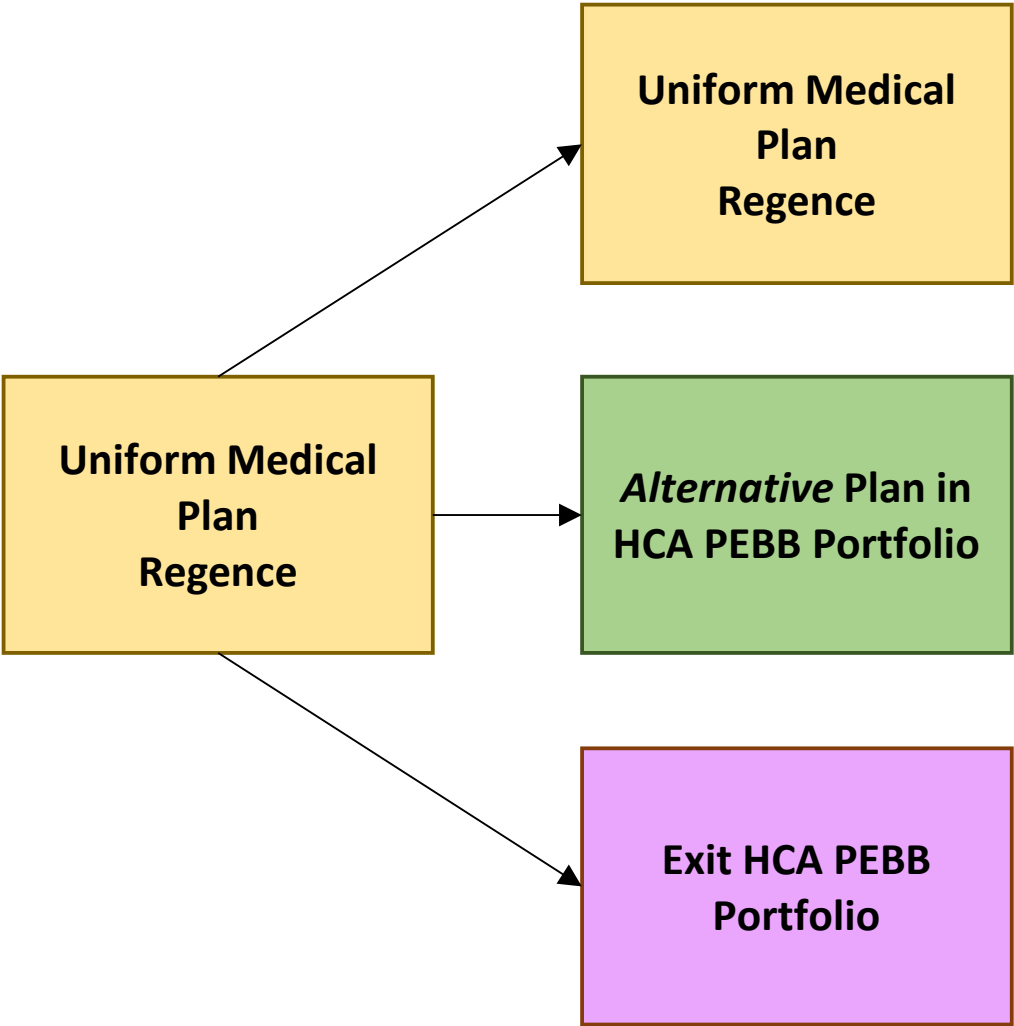 Uniform Medical
Plan
Regence
Uniform Medical
Plan
Regence
Alternative Plan in
HCA PEBB Portfolio
Exit HCA PEBB
Portfolio